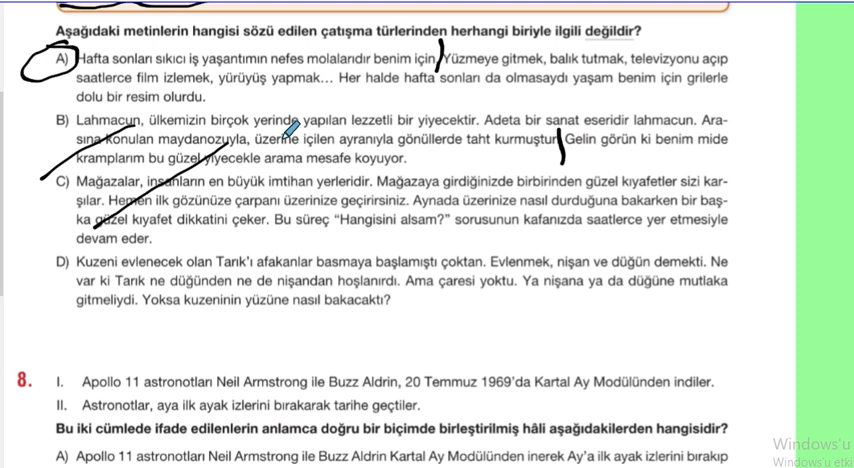 Aşağıdaki metinlerin hangisi sözü edilen çatışma türlerinden herhangi biriyle ilgili değildir?
A) Hafta sonları sıkıcı iş yaşantımın nefes molalarıdır benim için. Yüzmeye gitmek, balık tutmak, televizyonu açıp
saatlerce film izlemek, yürüyüş yapmak... Her halde hafta sonları da olmasaydı yaşam benim için grilerle
dolu bir resim olurdu.
B) Lahmacun, ülkemizin birçok yerinde yapılan lezzetli bir yiyecektir. Adeta bir sanat eseridir lahmacun. Ara-
sına konulan maydanozuyla, üzerine içilen ayranıyla gönüllerde taht kurmuştur. Gelin görün ki benim mide
kramplarım bu güzel yiyecekle arama mesafe koyuyor.
C) Mağazalar, insanların en büyük imtihan yerleridir. Mağazaya girdiğinizde birbirinden güzel kıyafetler sizi kar-
şılar. Hemen ilk gözünüze çarpanı üzerinize geçirirsiniz. Aynada üzerinize nasıl durduğuna bakarken bir baş-
ka güzel kıyafet dikkatini çeker. Bu süreç “Hangisini alsam?” sorusunun kafanızda saatlerce yer etmesiyle
devam eder.
D) Kuzeni evlenecek olan Tarık’ı afakanlar basmaya başlamıştı çoktan. Evlenmek, nişan ve düğün demekti. Ne
var ki Tarık ne düğünden ne de nişandan hoşlanırdı. Ama çaresi yoktu. Ya nişana ya da düğüne mutlaka
gitmeliydi. Yoksa kuzeninin yüzüne nasıl bakacaktı?
8. I. Apollo 11 astronotları Neil Armstrong ile Buzz Aldrin, 20 Temmuz 1969’da Kartal Ay Modülünden indiler.
II. Astronotlar, aya ilk ayak izlerini bırakarak tarihe geçtiler.
Bu iki cümlede ifade edilenlerin anlamca doğru bir biçimde birleştirilmiş hâli aşağıdakilerden hangisidir?
A) Apollo 11 astronotları Neil Armstrong ile Buzz Aldrin Kartal Ay Modülünden inerek Ay’a ilk ayak izlerini bırakıp
Windows'u
Windows'u etki